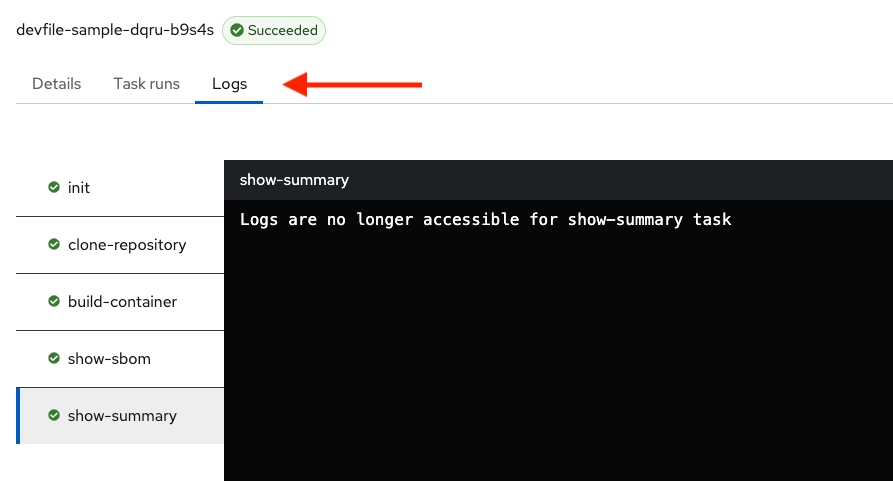 devfile-sample-dqru-b9s4s Succeeded
Details Task runs Logs
init
clone-repository
build-container
show-sbom
show-summary
show-summary
Logs are no longer accessible for show-summary task